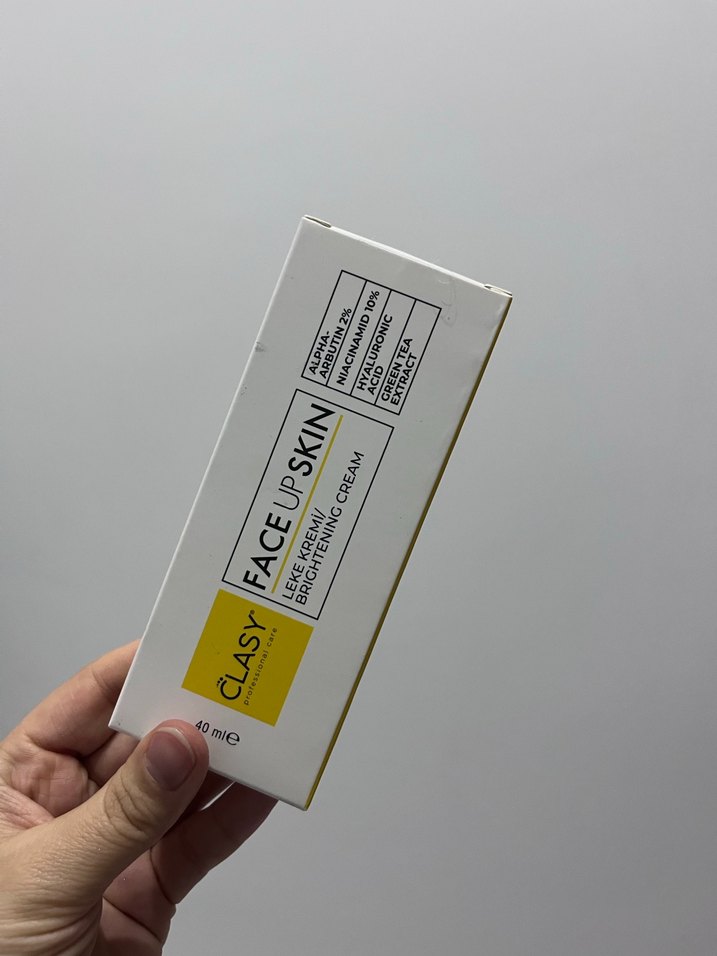 ALPHA-
ARBUTIN 2%
NIACINAMID 10%
HYALURONIC
ACID
GREEN TEA
EXTRACT
FACE UP SKIN
LEKE KREMİ/
BRIGHTENING CREAM
CLASY®
professional care
40 ml℮